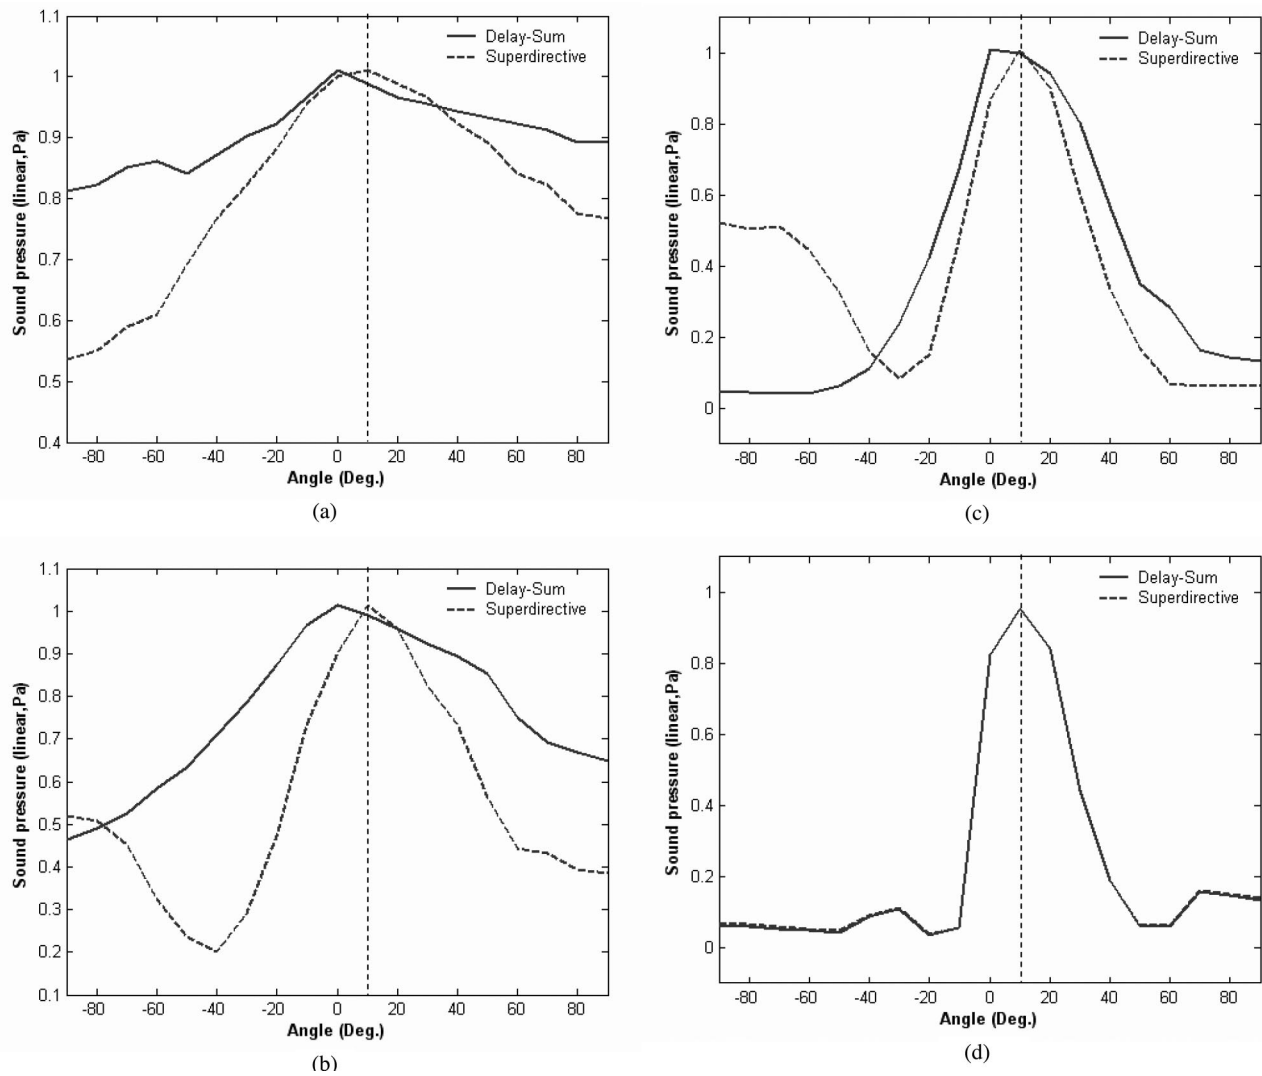 1.1
1
0.9
0.8
0.7
0.6
0.5
0.4
Sound pressure (linear,Pa)
Delay-Sum
Superdirective
-80 -60 -40 -20 0 20 40 60 80
Angle (Deg.)
(a)
1
0.8
0.6
0.4
0.2
0
Sound pressure (linear,Pa)
Delay-Sum
Superdirective
-80 -60 -40 -20 0 20 40 60 80
Angle (Deg.)
(c)
1.1
1
0.9
0.8
0.7
0.6
0.5
0.4
0.3
0.2
0.1
Sound pressure (linear,Pa)
Delay-Sum
Superdirective
-80 -60 -40 -20 0 20 40 60 80
Angle (Deg.)
(b)
1
0.8
0.6
0.4
0.2
0
Sound pressure (linear,Pa)
Delay-Sum
Superdirective
-80 -60 -40 -20 0 20 40 60 80
Angle (Deg.)
(d)